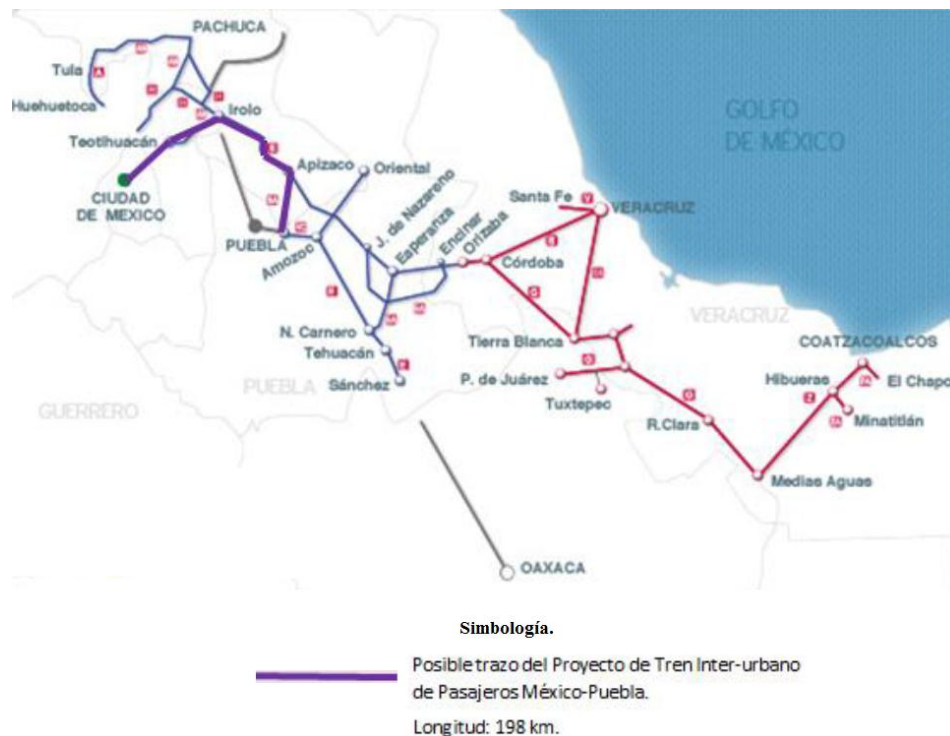 PACHUCA
Tula
A
Huehuetoca
Irolo
Teotihuacán
CIUDAD
DE MEXICO
Apizaco
Oriental
PUEBLA
Amozoc
J. de Nazareno
Eaperanza
Encinar
Orizaba
Santa Fe
V
VERACRUZ
GOLFO
DE MÉXICO
Córdoba
N. Carnero
Tehuacán
Sánchez
Tierra Blanca
P. de Juárez
Tuxtepec
G
VERACRUZ
COATZACOALCOS
El Chapo
Hibueras
Z
Minatitlán
R.Clara
Medias Aguas
PUEBLA
GUERRERO
OAXACA
Simbología.
Posible trazo del Proyecto de Tren Inter-urbano
de Pasajeros México-Puebla.
Longitud: 198 km.